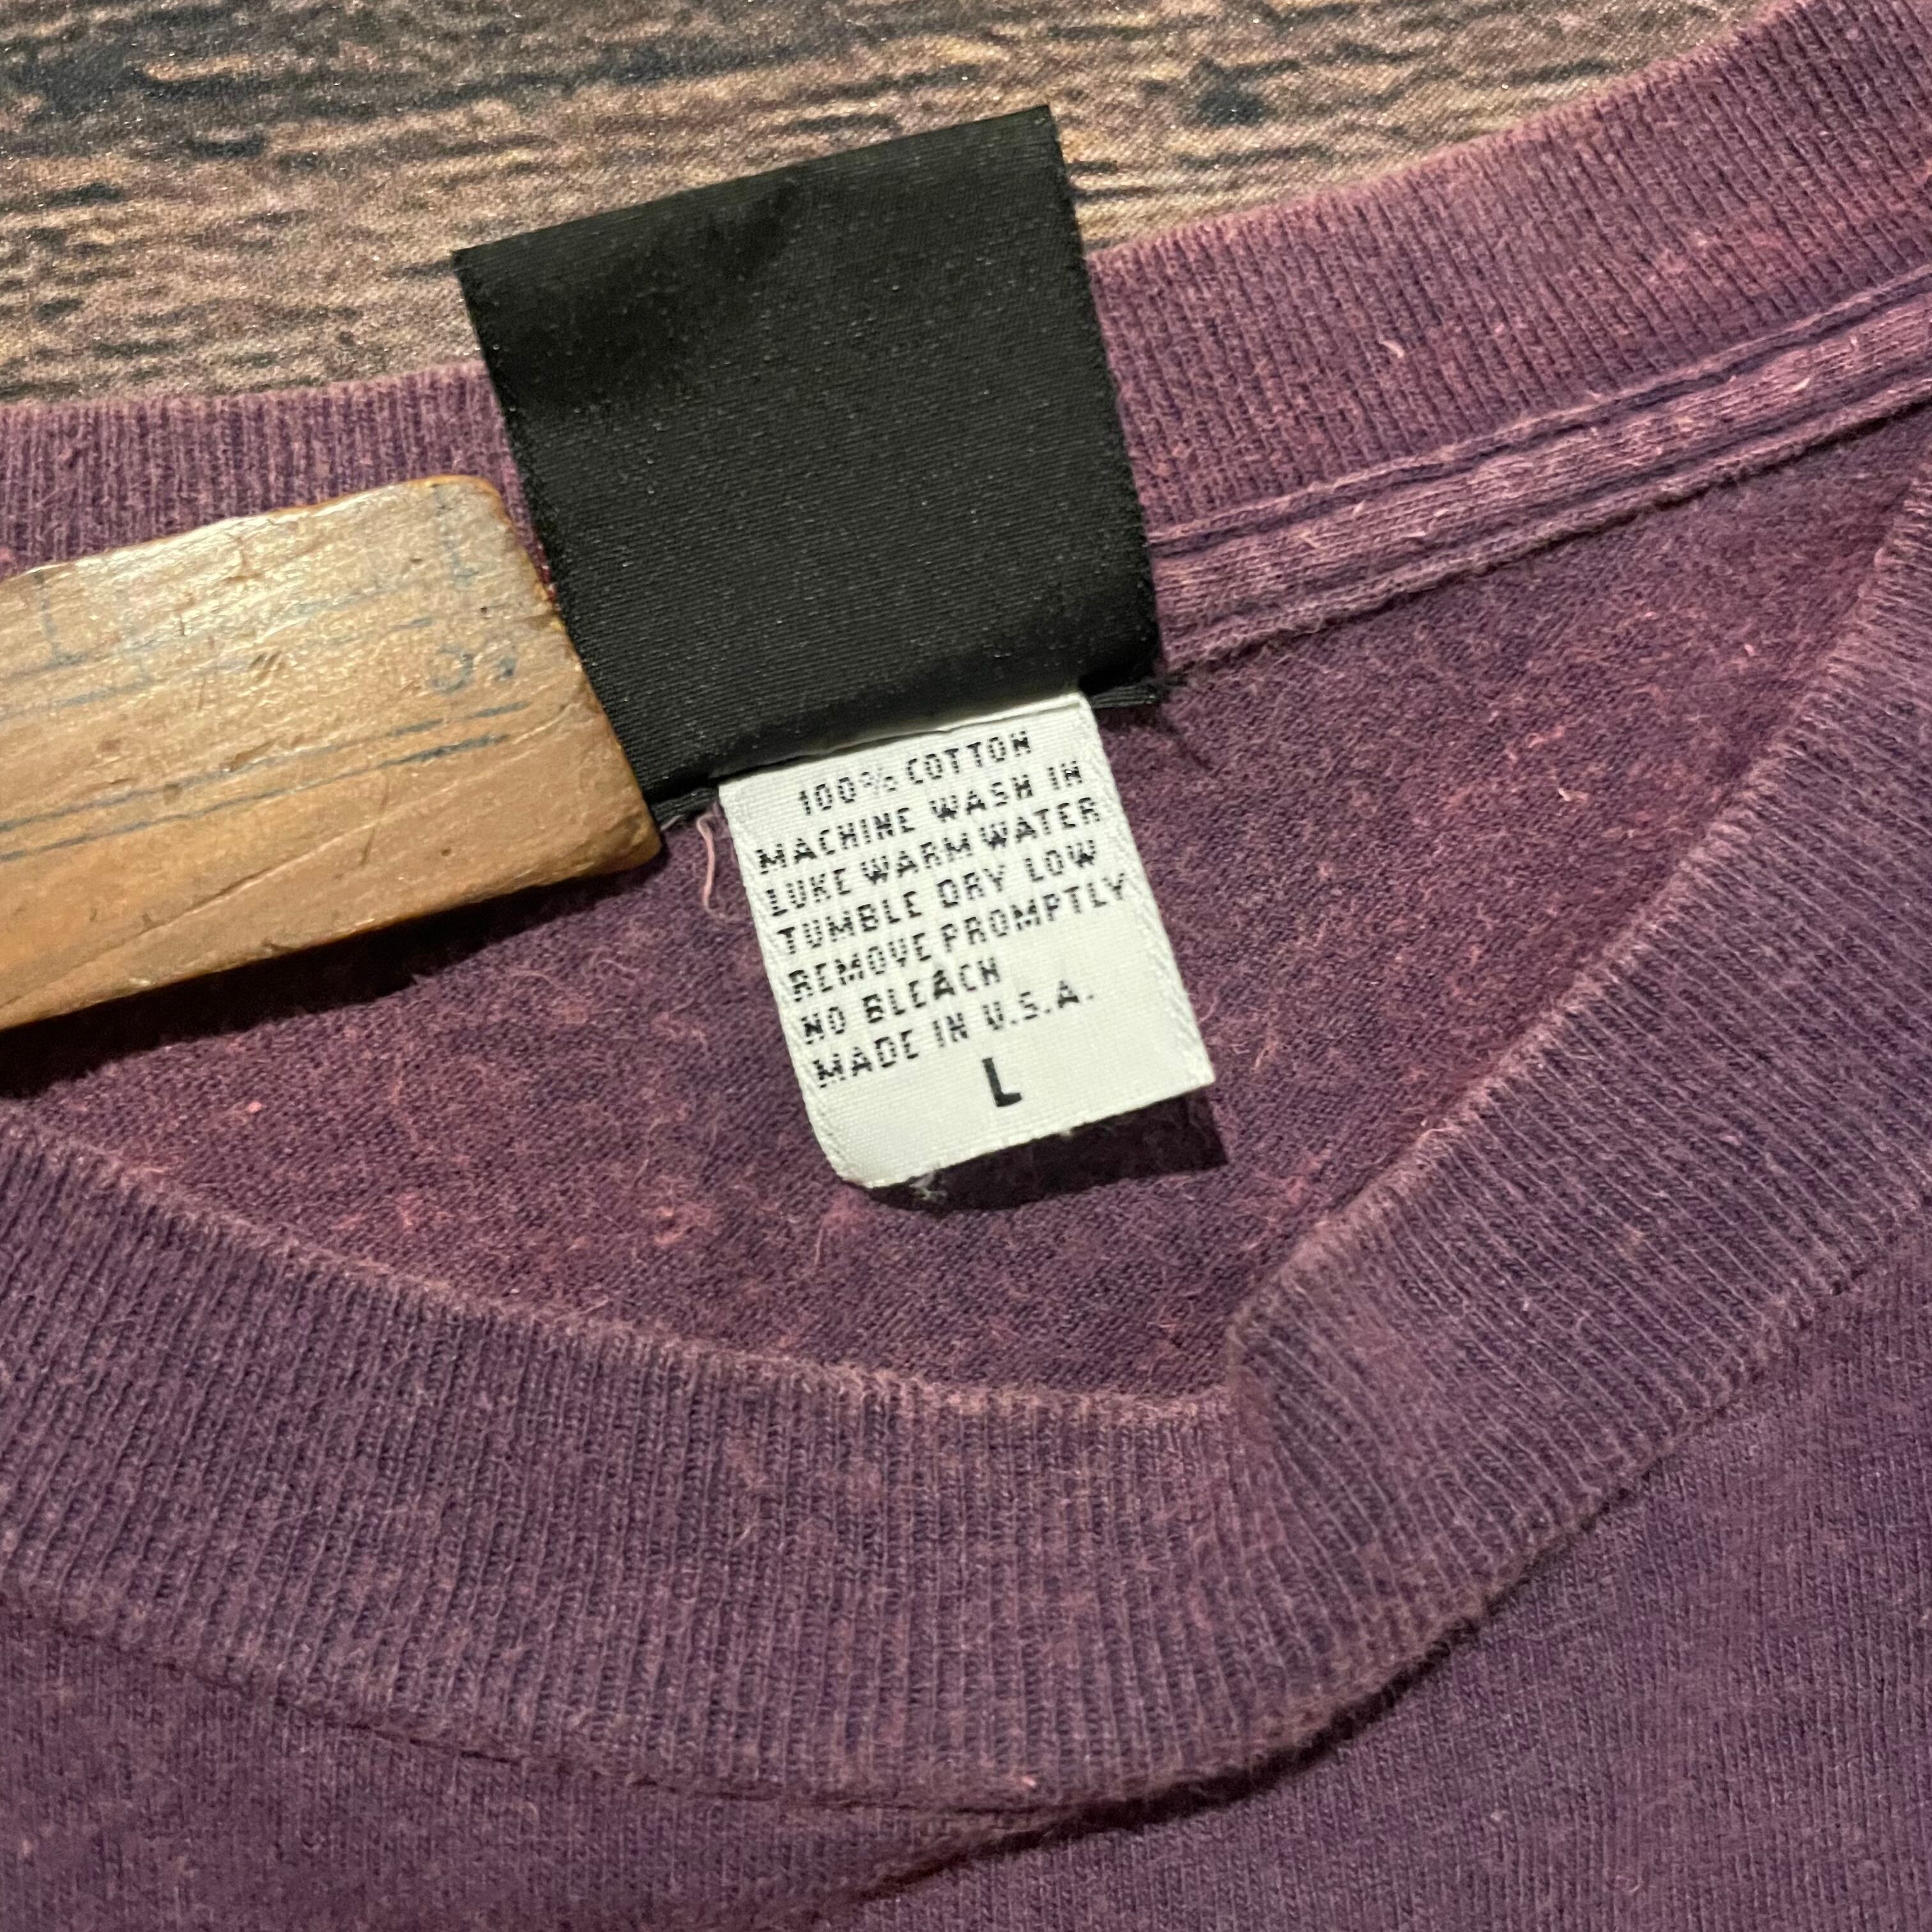 100% COTTON
MACHINE WASH IN
LUKE WARM WATER
TUMBLE DRY LOW
REMOVE PROMPTLY
NO BLEACH
MADE IN U.S.A.
L